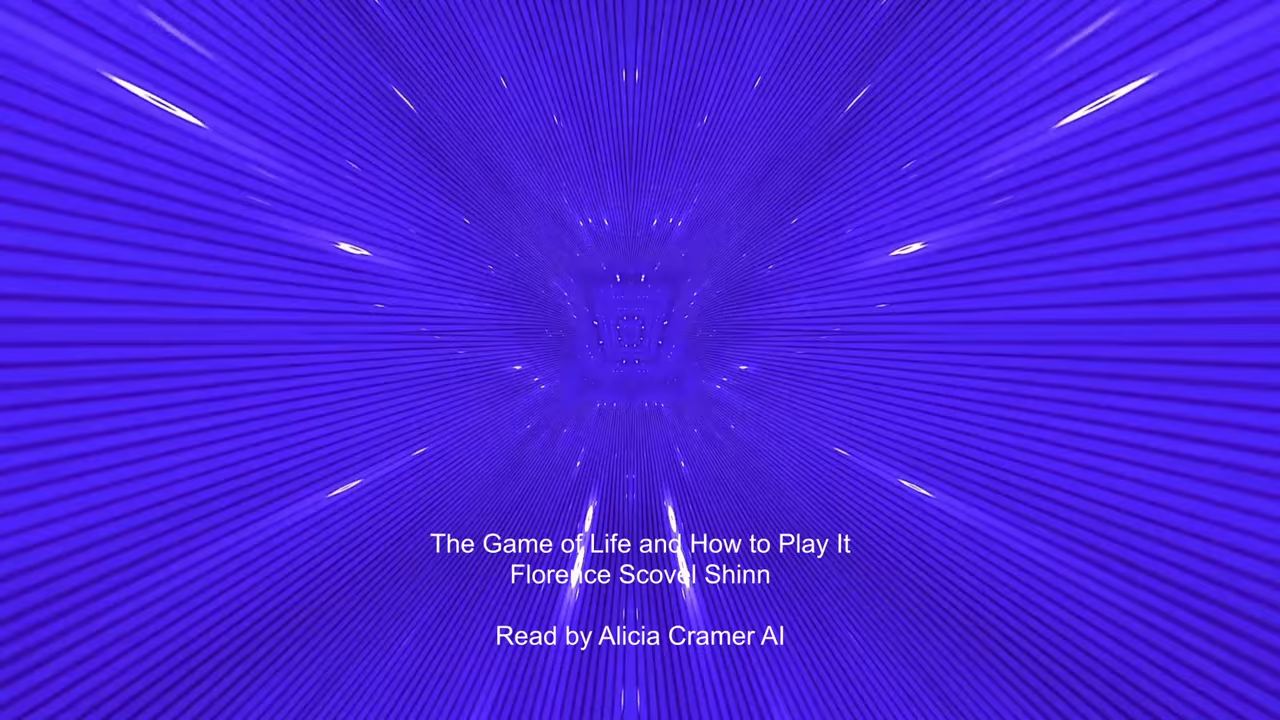 The Game of Life and How to Play It
Florence Scovel Shinn
Read by Alicia Cramer AI